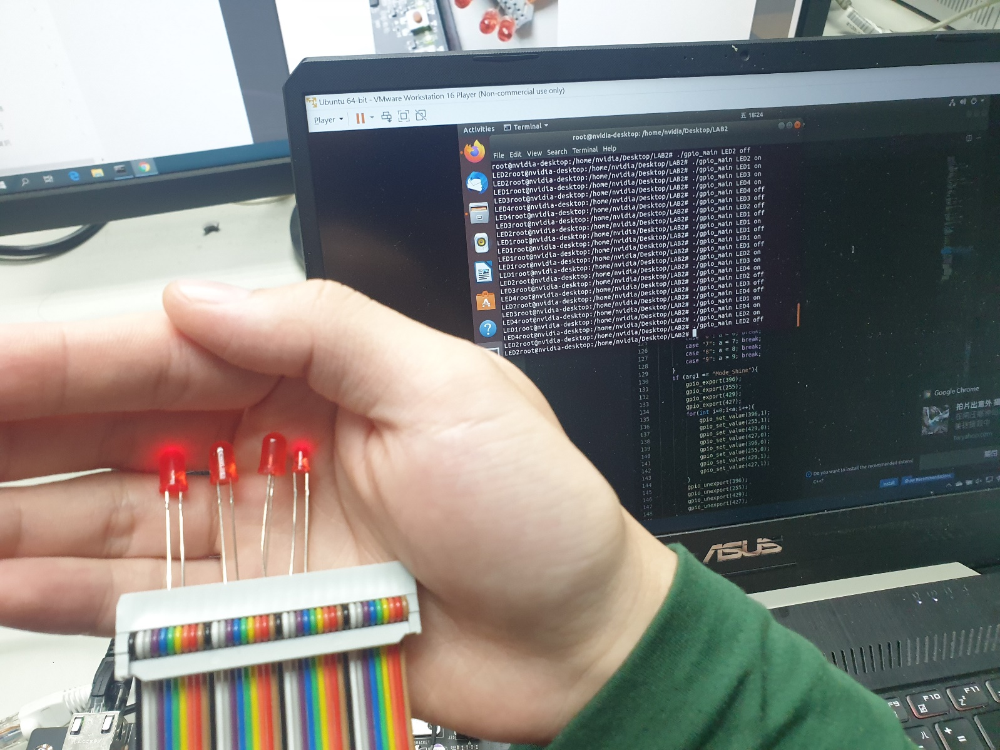 Ubuntu 64-bit - VMware Workstation 16 Player (Non-commercial use only)
Player
Activities
Terminal
五 18:24
root@nvidia-desktop: /home/nvidia/Desktop/LAB2
File Edit View Search Terminal Help
root@nvidia-desktop:/home/nvidia/Desktop/LAB2# ./gpio_main LED2 off
LED2root@nvidia-desktop:/home/nvidia/Desktop/LAB2# ./gpio_main LED2 on
LED2root@nvidia-desktop:/home/nvidia/Desktop/LAB2# ./gpio_main LED1 on
LED1root@nvidia-desktop:/home/nvidia/Desktop/LAB2# ./gpio_main LED3 on
LED3root@nvidia-desktop:/home/nvidia/Desktop/LAB2# ./gpio_main LED4 on
LED4root@nvidia-desktop:/home/nvidia/Desktop/LAB2# ./gpio_main LED4 off
LED4root@nvidia-desktop:/home/nvidia/Desktop/LAB2# ./gpio_main LED3 off
LED3root@nvidia-desktop:/home/nvidia/Desktop/LAB2# ./gpio_main LED2 off
LED2root@nvidia-desktop:/home/nvidia/Desktop/LAB2# ./gpio_main LED1 off
LED1root@nvidia-desktop:/home/nvidia/Desktop/LAB2# ./gpio_main LED1 on
LED1root@nvidia-desktop:/home/nvidia/Desktop/LAB2# ./gpio_main LED1 off
LED1root@nvidia-desktop:/home/nvidia/Desktop/LAB2# ./gpio_main LED1 on
LED1root@nvidia-desktop:/home/nvidia/Desktop/LAB2# ./gpio_main LED1 off
LED1root@nvidia-desktop:/home/nvidia/Desktop/LAB2# ./gpio_main LED2 on
LED2root@nvidia-desktop:/home/nvidia/Desktop/LAB2# ./gpio_main LED3 on
LED3root@nvidia-desktop:/home/nvidia/Desktop/LAB2# ./gpio_main LED4 on
LED4root@nvidia-desktop:/home/nvidia/Desktop/LAB2# ./gpio_main LED2 off
LED2root@nvidia-desktop:/home/nvidia/Desktop/LAB2# ./gpio_main LED3 off
LED3root@nvidia-desktop:/home/nvidia/Desktop/LAB2# ./gpio_main LED4 off
LED4root@nvidia-desktop:/home/nvidia/Desktop/LAB2# ./gpio_main LED1 on
LED1root@nvidia-desktop:/home/nvidia/Desktop/LAB2# ./gpio_main LED4 on
LED4root@nvidia-desktop:/home/nvidia/Desktop/LAB2# ./gpio_main LED2 on
LED2root@nvidia-desktop:/home/nvidia/Desktop/LAB2# ./gpio_main LED2 off
LED2root@nvidia-desktop:/home/nvidia/Desktop/LAB2#
125
126 case "7": a = 7; break;
127 case "8": a = 8; break;
128 case "9": a = 9; break;
129 }
130 if (arg1 == "Mode_Shine"){
131 gpio_export(396);
132 gpio_export(255);
133 gpio_export(429);
134 gpio_export(427);
135 for(int i=0;i<a;i++){
136 gpio_set_value(396,1);
137 gpio_set_value(255,1);
138 gpio_set_value(429,0);
139 gpio_set_value(427,0);
140 gpio_set_value(396,0);
141 gpio_set_value(255,0);
142 gpio_set_value(429,1);
143 gpio_set_value(427,1);
144 }
145 gpio_unexport(396);
146 gpio_unexport(255);
147 gpio_unexport(429);
148 gpio_unexport(427);
Google Chrome
拍片出意外
Do you want to install the recommended extensi
C++?
Install
Show Recommendations
ASUS
F9
F10
F11